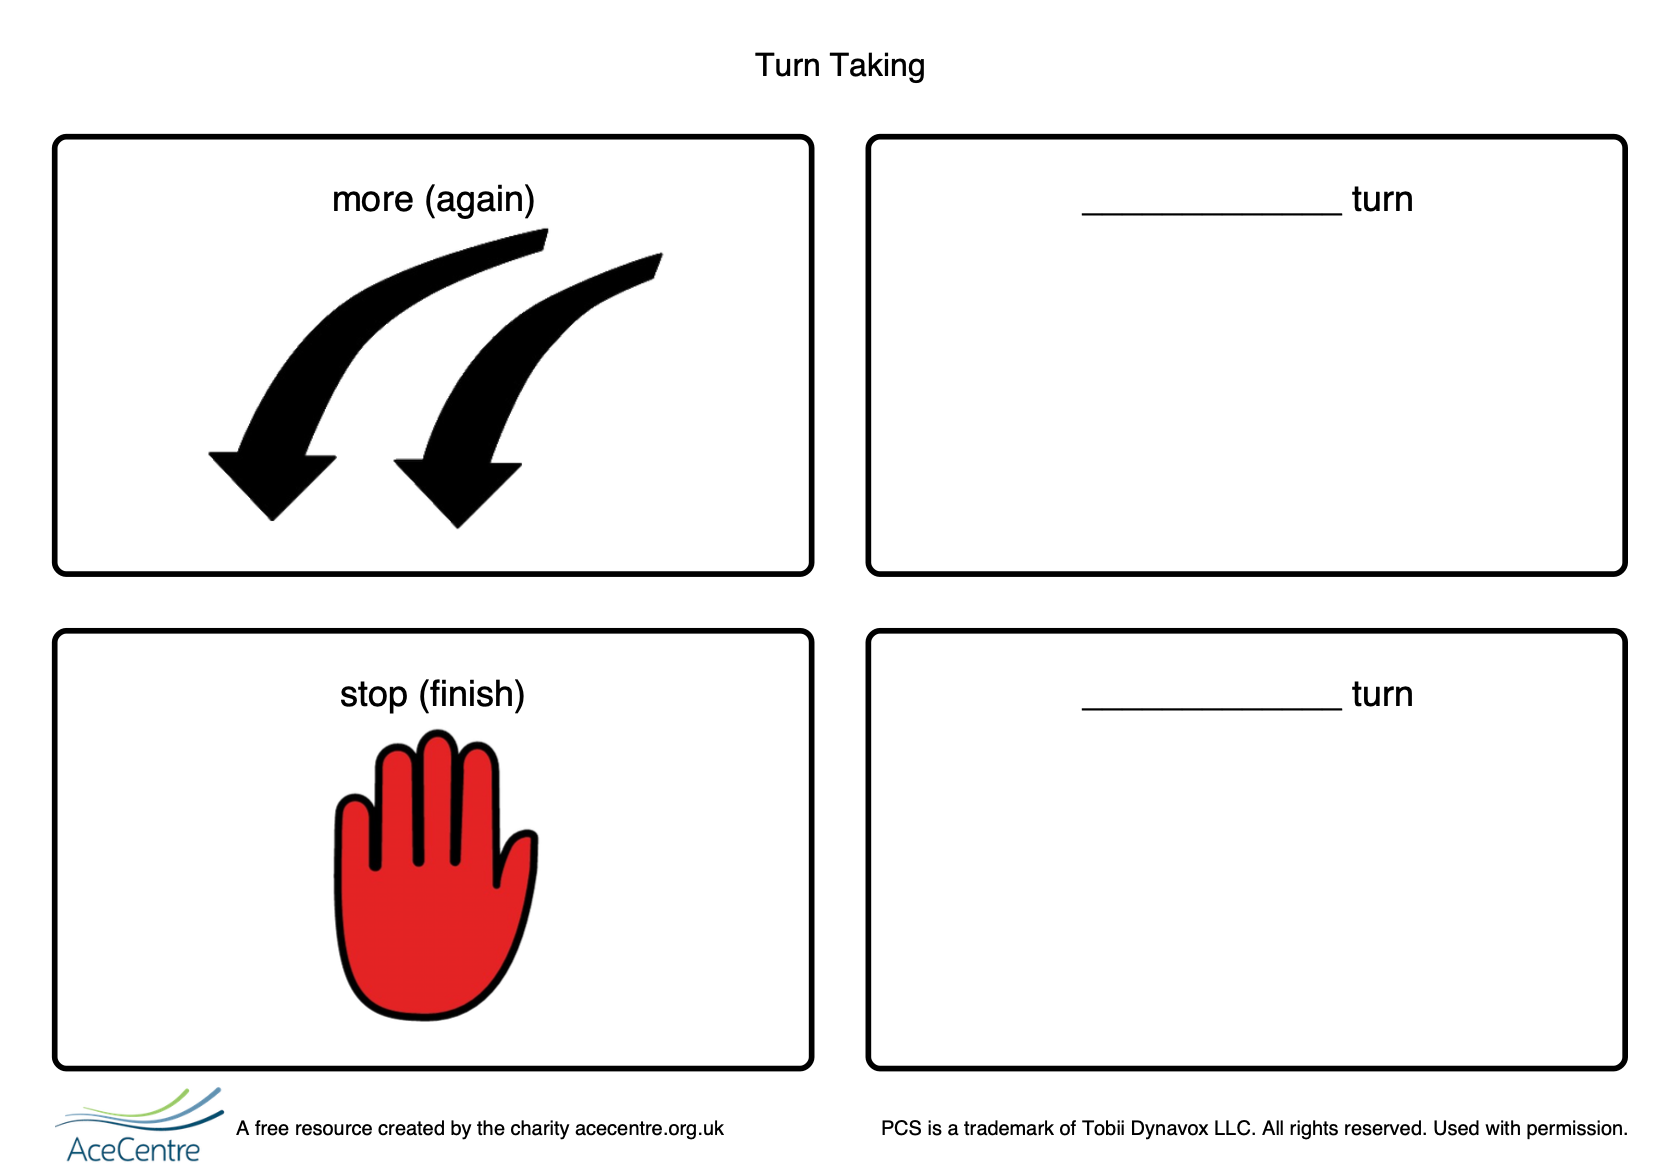 Turn Taking
more (again)
_____________ turn
stop (finish)
_____________ turn
AceCentre
A free resource created by the charity acecentre.org.uk
PCS is a trademark of Tobii Dynavox LLC. All rights reserved. Used with permission.